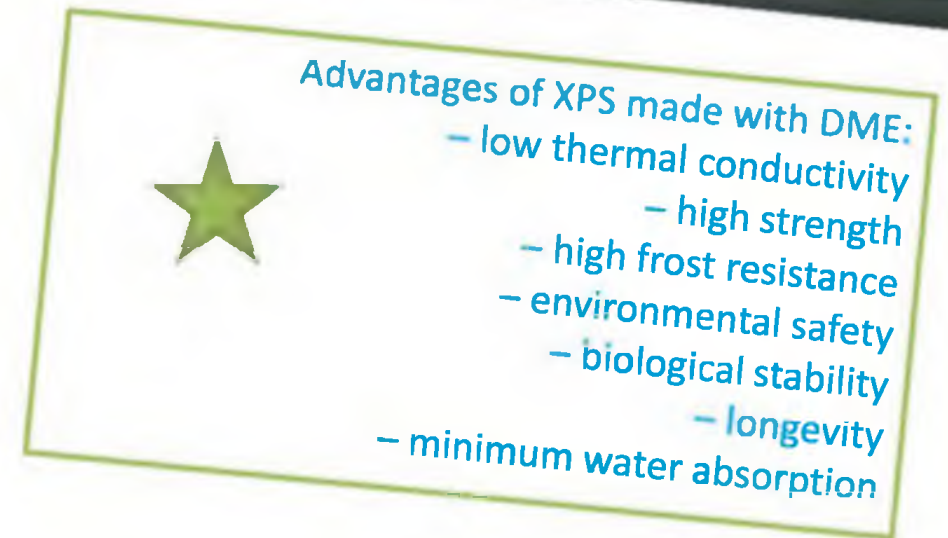 Advantages of XPS made with DME:
– low thermal conductivity
– high strength
– high frost resistance
– environmental safety
– biological stability
– longevity
– minimum water absorption